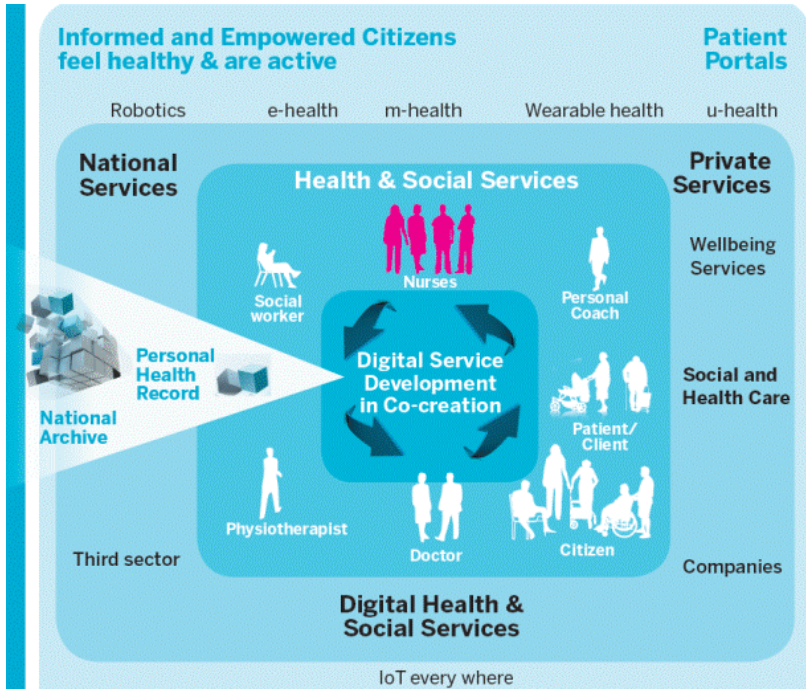 Informed and Empowered Citizens
feel healthy & are active
Patient
Portals
Robotics
e-health
m-health
Wearable health
u-health
National
Services
Health & Social Services
Private
Services
Nurses
Wellbeing
Services
Social
worker
Personal
Coach
Personal
Health
Record
National
Archive
Digital Service
Development
in Co-creation
Social and
Health Care
Patient/
Client
Physiotherapist
Doctor
Citizen
Third sector
Companies
Digital Health &
Social Services
IoT every where